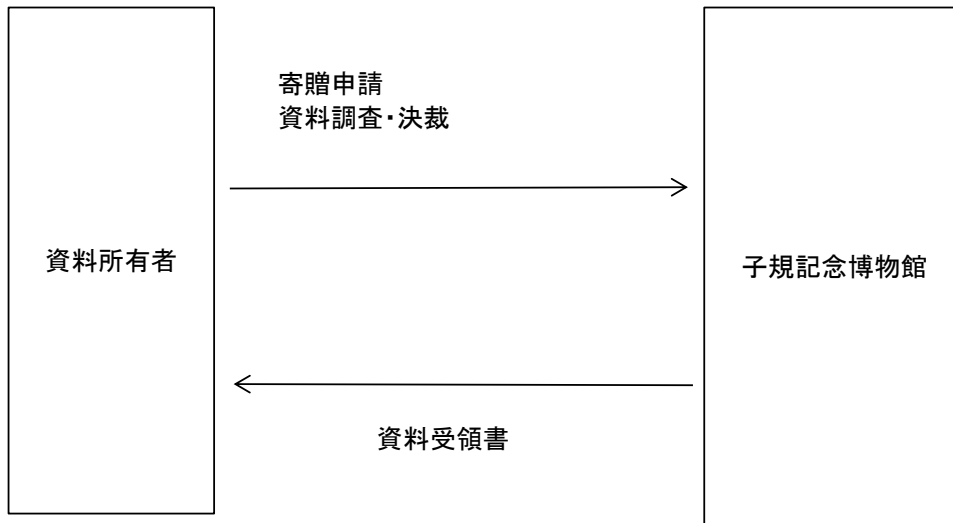 寄贈申請
資料調査・決裁
資料所有者
子規記念博物館
資料受領書